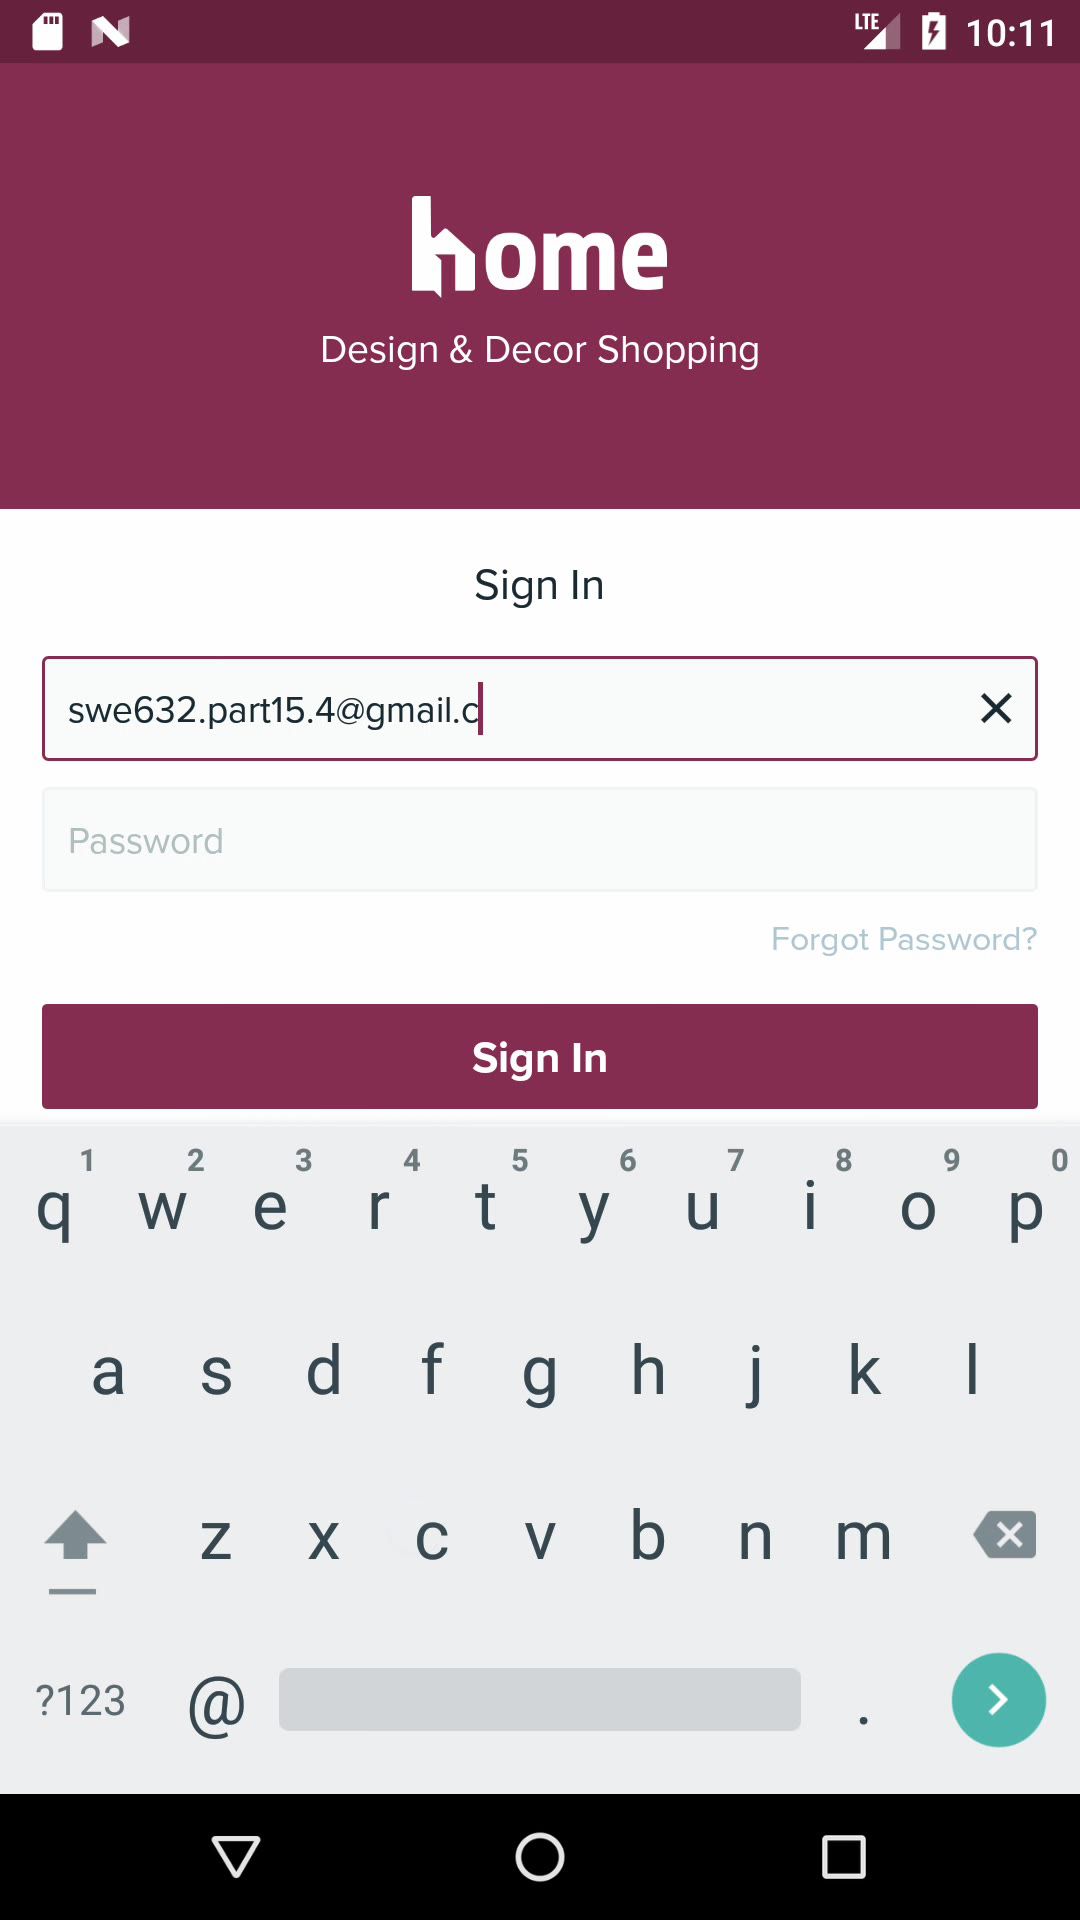 LTE 10:11
home
Design & Decor Shopping
Sign In
swe632.part15.4@gmail.c
Password
Forgot Password?
Sign In
1 2 3 4 5 6 7 8 9 0
q w e r t y u i o p
a s d f g h j k l
z x c v b n m
?123 @ .